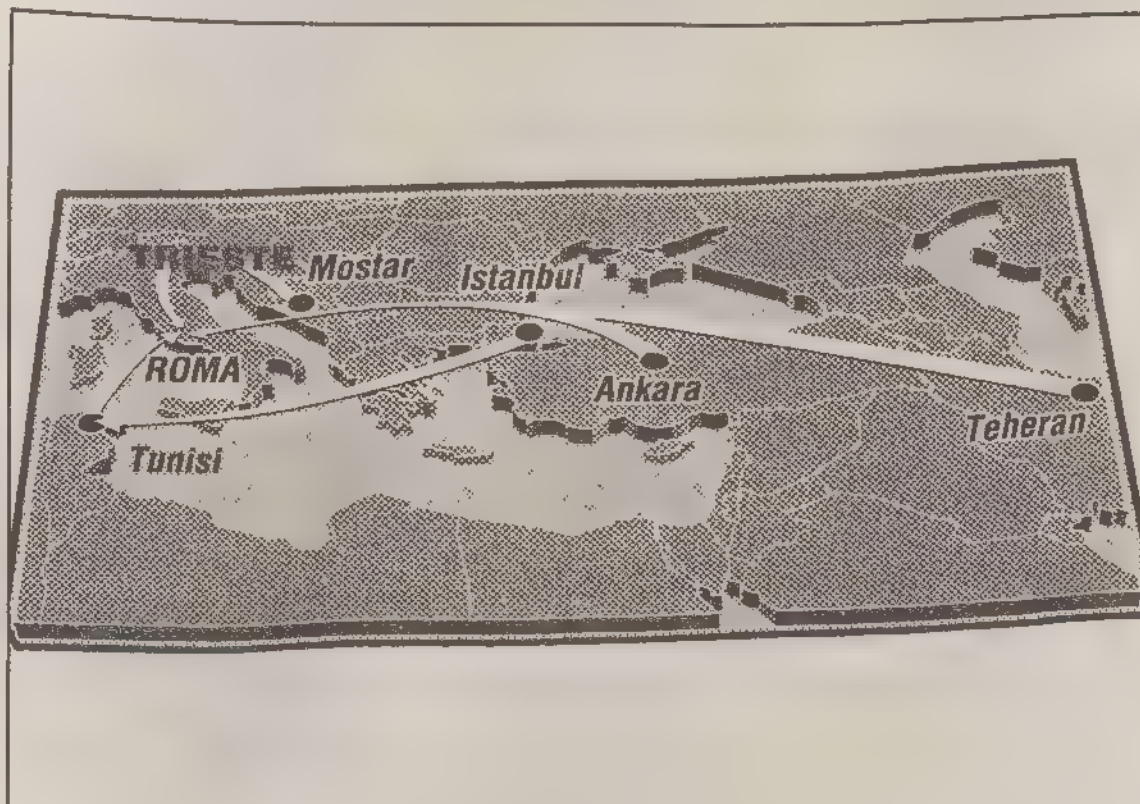 TRIESTE
Mostar
Istanbul
ROMA
Ankara
Teheran
Tunisi